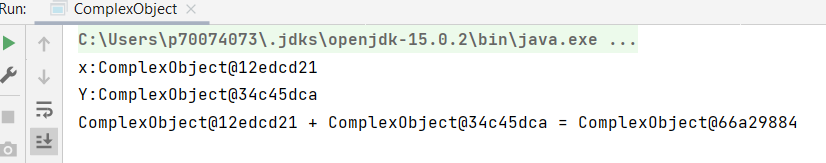 Run: ComplexObject
C:\Users\p70074073\.jdks\openjdk-15.0.2\bin\java.exe ...
x:ComplexObject@12edcd21
Y:ComplexObject@34c45dca
ComplexObject@12edcd21 + ComplexObject@34c45dca = ComplexObject@66a29884